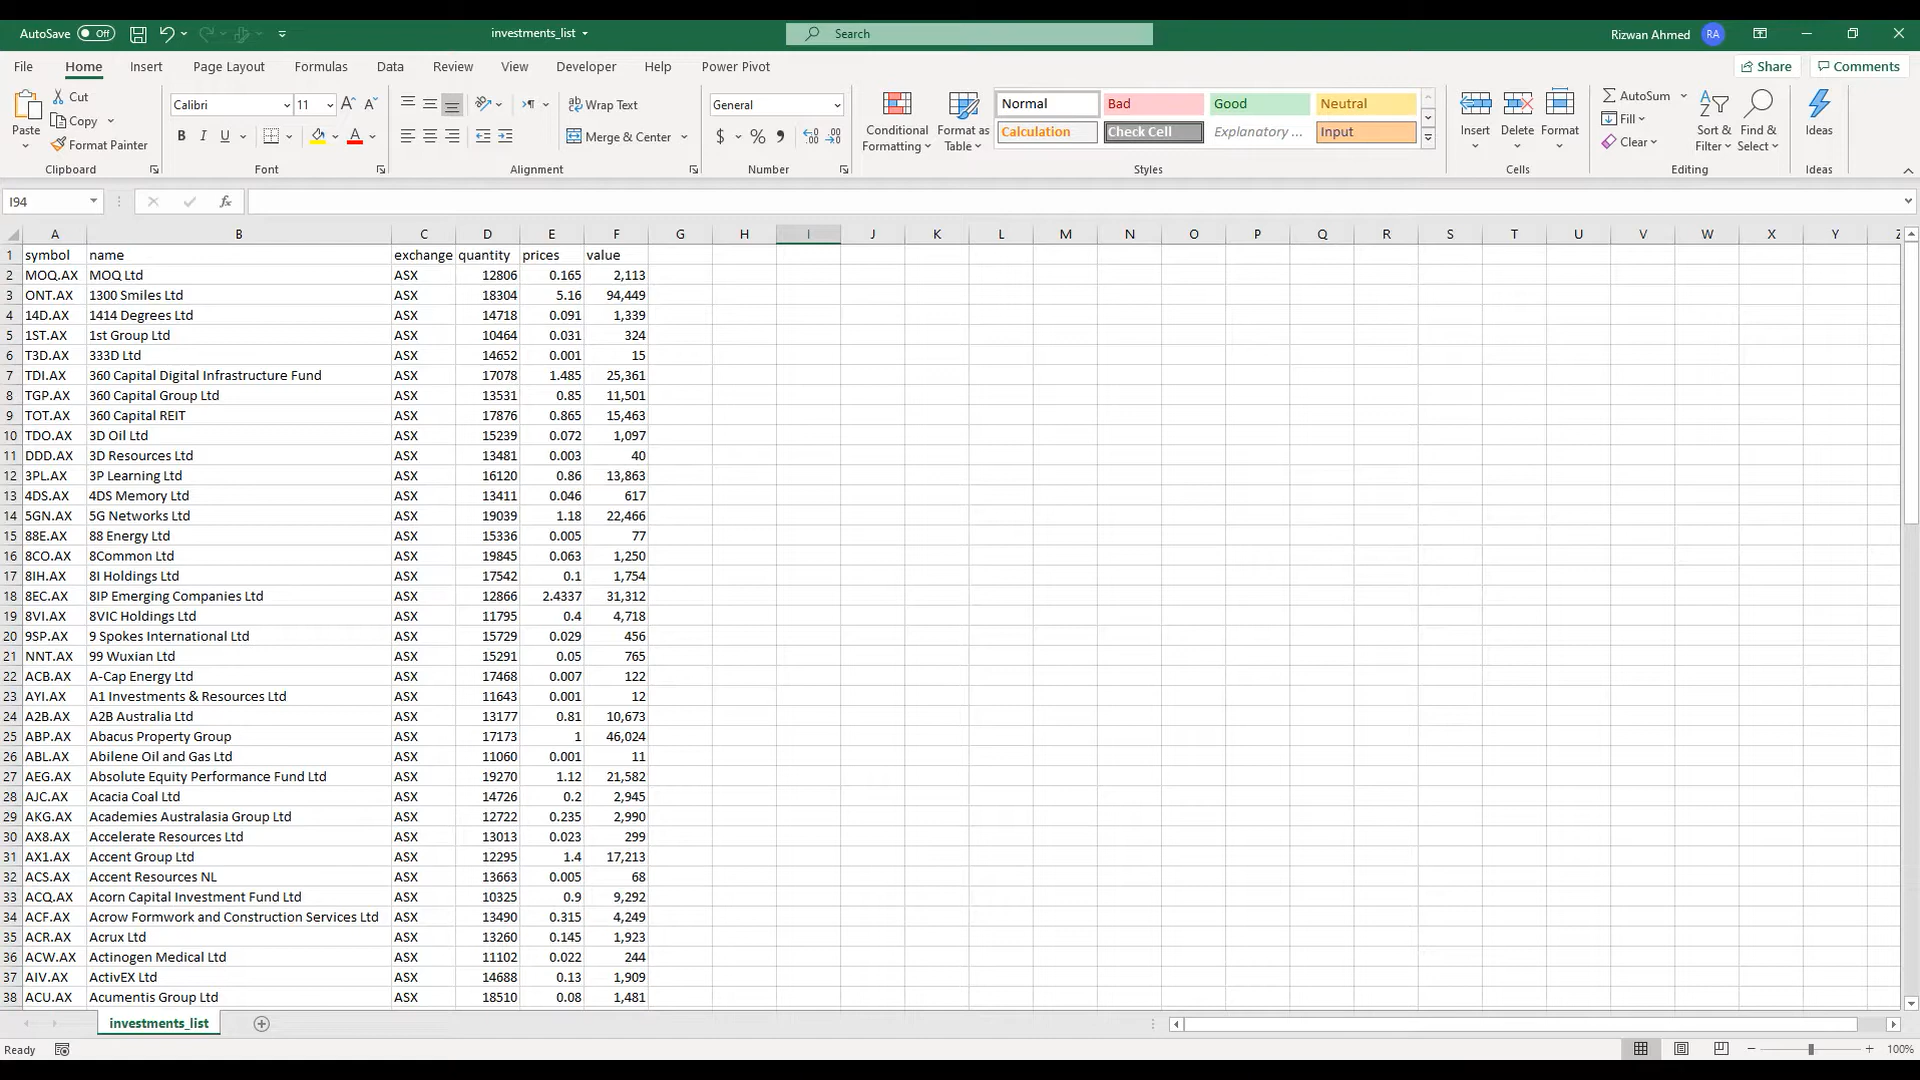 AutoSave Off investments_list Search Rizwan Ahmed RA
File Home Insert Page Layout Formulas Data Review View Developer Help Power Pivot Share Comments
Paste Cut Copy Format Painter Clipboard
Calibri 11 B I U Font
Wrap Text Merge & Center Alignment
General $ % Number
Conditional Formatting Format as Table
Normal Bad Good Neutral
Calculation Check Cell Explanatory ... Input
Styles
Insert Delete Format Cells
AutoSum Fill Clear Sort & Filter Find & Select Editing
Ideas Ideas
I94 fx
A B C D E F G H I J K L M N O P Q R S T U V W X Y Z
1 symbol name exchange quantity prices value
2 MOQ.AX MOQ Ltd ASX 12806 0.165 2,113
3 ONT.AX 1300 Smiles Ltd ASX 18304 5.16 94,449
4 14D.AX 1414 Degrees Ltd ASX 14718 0.091 1,339
5 1ST.AX 1st Group Ltd ASX 10464 0.031 324
6 T3D.AX 333D Ltd ASX 14652 0.001 15
7 TDI.AX 360 Capital Digital Infrastructure Fund ASX 17078 1.485 25,361
8 TGP.AX 360 Capital Group Ltd ASX 13531 0.85 11,501
9 TOT.AX 360 Capital REIT ASX 17876 0.865 15,463
10 TDO.AX 3D Oil Ltd ASX 15239 0.072 1,097
11 DDD.AX 3D Resources Ltd ASX 13481 0.003 40
12 3PL.AX 3P Learning Ltd ASX 16120 0.86 13,863
13 4DS.AX 4DS Memory Ltd ASX 13411 0.046 617
14 5GN.AX 5G Networks Ltd ASX 19039 1.18 22,466
15 88E.AX 88 Energy Ltd ASX 15336 0.005 77
16 8CO.AX 8Common Ltd ASX 19845 0.063 1,250
17 8IH.AX 8I Holdings Ltd ASX 17542 0.1 1,754
18 8EC.AX 8IP Emerging Companies Ltd ASX 12866 2.4337 31,312
19 8VI.AX 8VIC Holdings Ltd ASX 11795 0.4 4,718
20 9SP.AX 9 Spokes International Ltd ASX 15729 0.029 456
21 NNT.AX 99 Wuxian Ltd ASX 15291 0.05 765
22 ACB.AX A-Cap Energy Ltd ASX 17468 0.007 122
23 AYI.AX A1 Investments & Resources Ltd ASX 11643 0.001 12
24 A2B.AX A2B Australia Ltd ASX 13177 0.81 10,673
25 ABP.AX Abacus Property Group ASX 17173 1 46,024
26 ABL.AX Abilene Oil and Gas Ltd ASX 11060 0.001 11
27 AEG.AX Absolute Equity Performance Fund Ltd ASX 19270 1.12 21,582
28 AJC.AX Acacia Coal Ltd ASX 14726 0.2 2,945
29 AKG.AX Academies Australasia Group Ltd ASX 12722 0.235 2,990
30 AX8.AX Accelerate Resources Ltd ASX 13013 0.023 299
31 AX1.AX Accent Group Ltd ASX 12295 1.4 17,213
32 ACS.AX Accent Resources NL ASX 13663 0.005 68
33 ACQ.AX Acorn Capital Investment Fund Ltd ASX 10325 0.9 9,292
34 ACF.AX Acrow Formwork and Construction Services Ltd ASX 13490 0.315 4,249
35 ACR.AX Acrux Ltd ASX 13260 0.145 1,923
36 ACW.AX Actinogen Medical Ltd ASX 11102 0.022 244
37 AIV.AX ActivEX Ltd ASX 14688 0.13 1,909
38 ACU.AX Acumentis Group Ltd ASX 18510 0.08 1,481
investments_list
Ready 100%